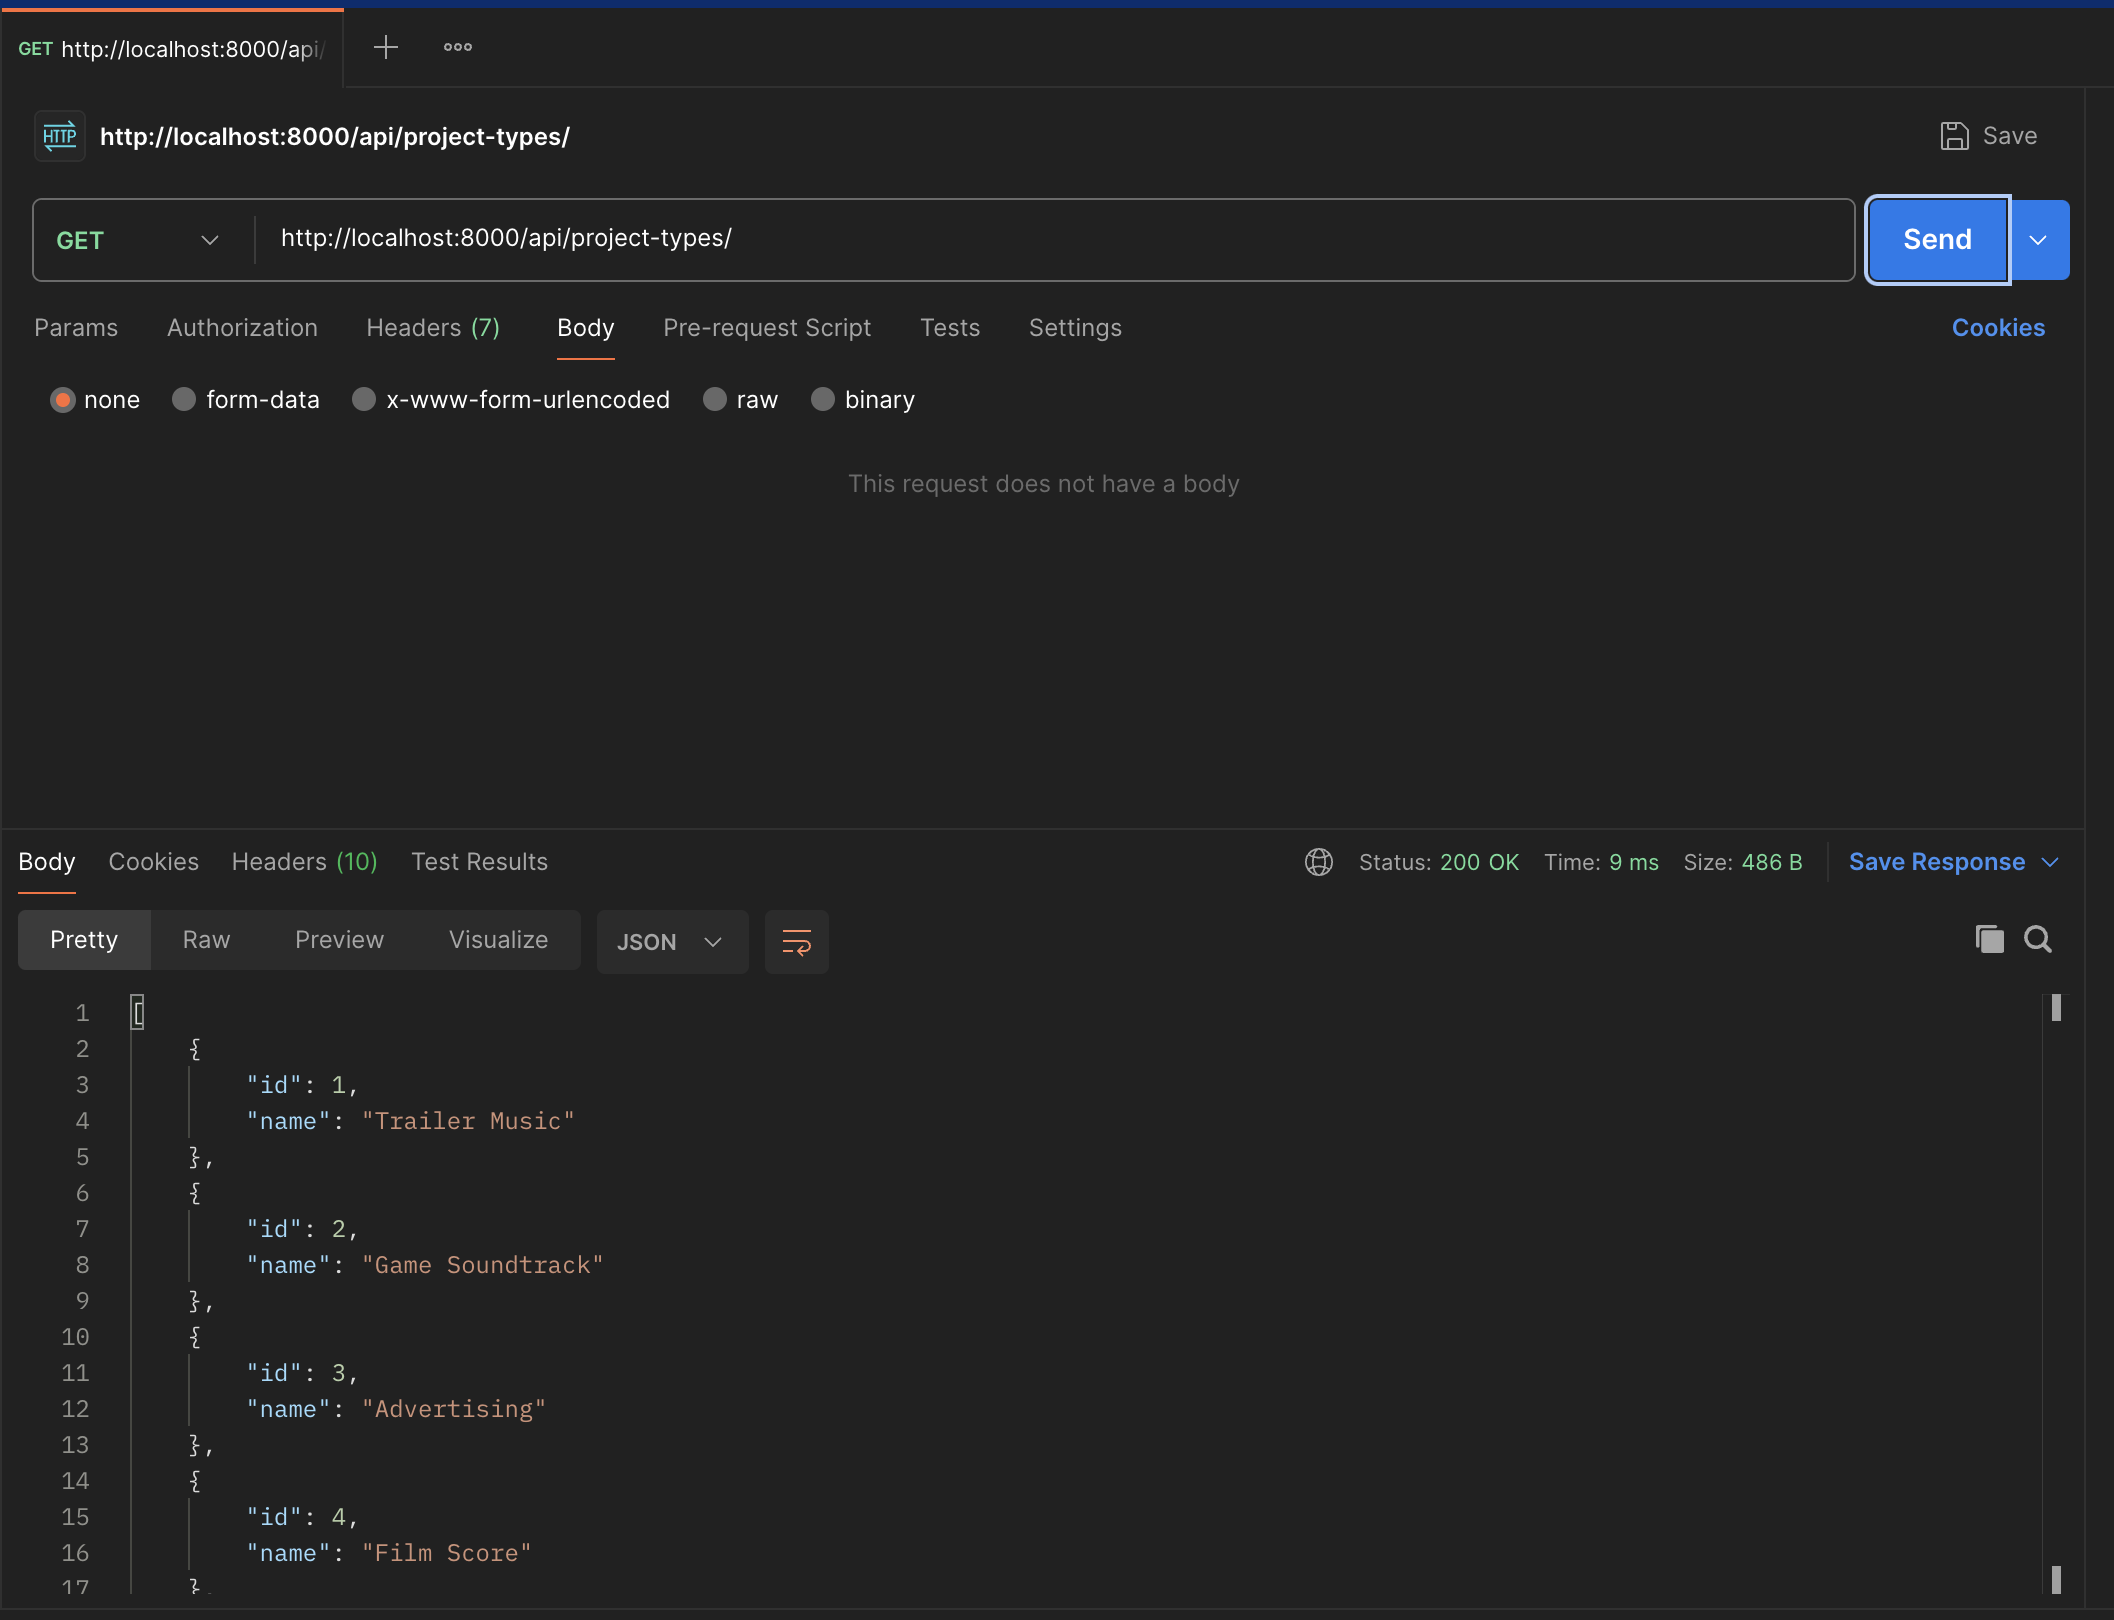 GET http://localhost:8000/api/
HTTP http://localhost:8000/api/project-types/
Save
GET http://localhost:8000/api/project-types/
Send
Params Authorization Headers (7) Body Pre-request Script Tests Settings Cookies
none form-data x-www-form-urlencoded raw binary
This request does not have a body
Body Cookies Headers (10) Test Results Status: 200 OK Time: 9 ms Size: 486 B Save Response
Pretty Raw Preview Visualize JSON
1 [
2 {
3 "id": 1,
4 "name": "Trailer Music"
5 },
6 {
7 "id": 2,
8 "name": "Game Soundtrack"
9 },
10 {
11 "id": 3,
12 "name": "Advertising"
13 },
14 {
15 "id": 4,
16 "name": "Film Score"
17 },